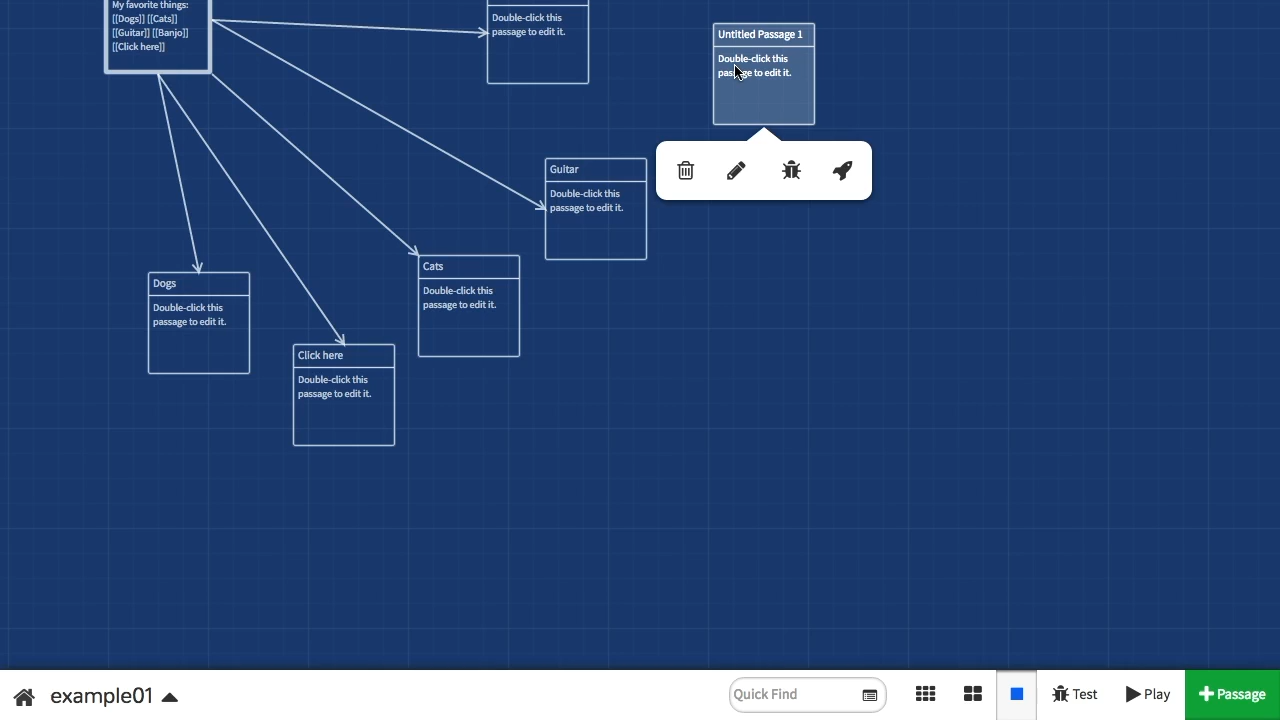 My favorite things:
[[Dogs]] [[Cats]]
[[Guitar]] [[Banjo]]
[[Click here]]
Double-click this
passage to edit it.
Untitled Passage 1
Double-click this
passage to edit it.
Guitar
Double-click this
passage to edit it.
Cats
Double-click this
passage to edit it.
Dogs
Double-click this
passage to edit it.
Click here
Double-click this
passage to edit it.
example01
Quick Find
Test
Play
+Passage